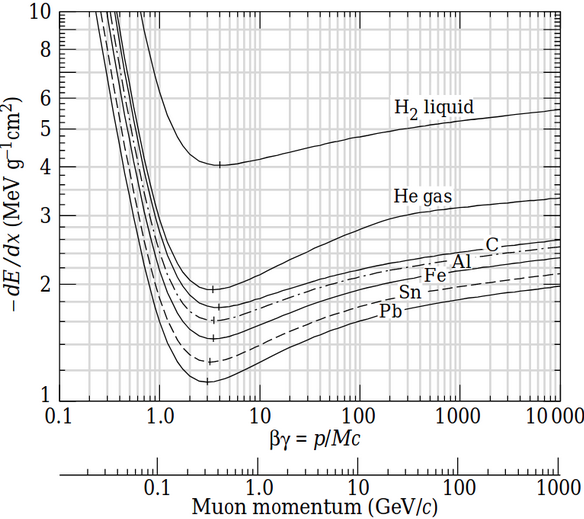 10
8
6
5
4
3
2
1
−dE/dx (MeV g−1cm2)
H2 liquid
He gas
C
Al
Fe
Sn
Pb
0.1 1.0 10 100 1000 10 000
βγ = p/Mc
0.1 1.0 10 100 1000
Muon momentum (GeV/c)